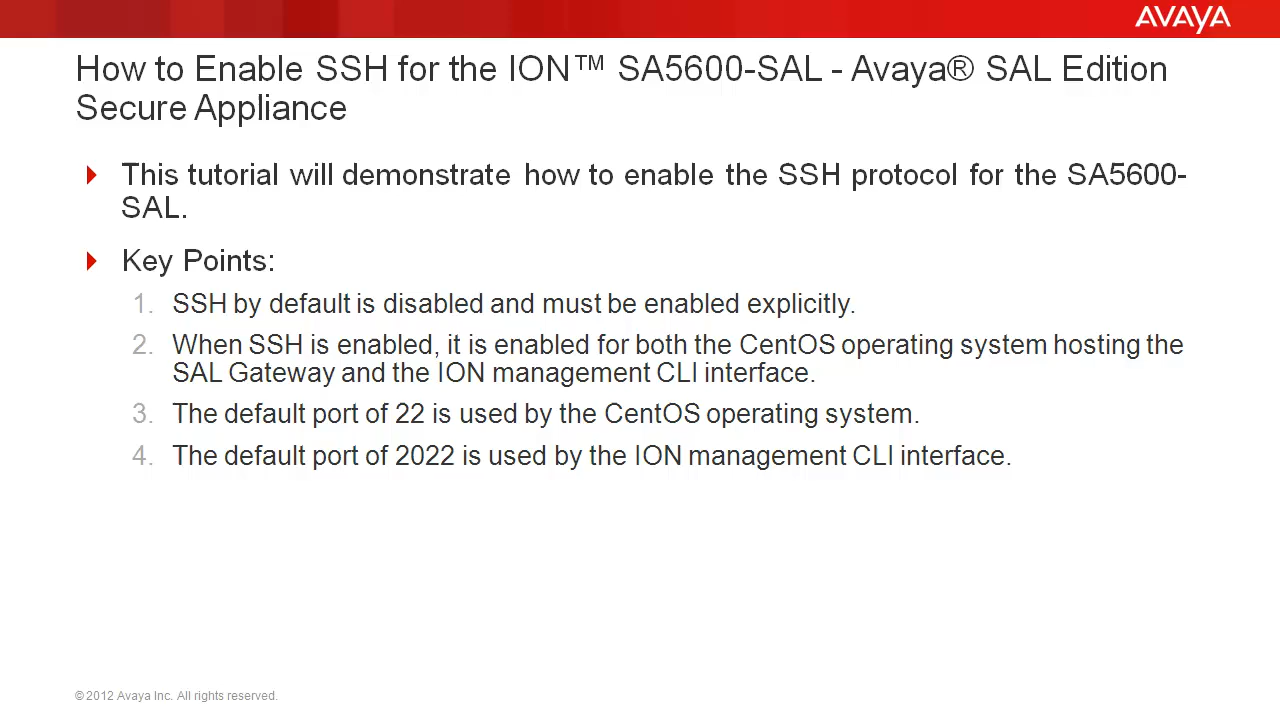 AVAYA
How to Enable SSH for the ION™ SA5600-SAL - Avaya® SAL Edition
Secure Appliance
This tutorial will demonstrate how to enable the SSH protocol for the SA5600-
SAL.
Key Points:
1. SSH by default is disabled and must be enabled explicitly.
2. When SSH is enabled, it is enabled for both the CentOS operating system hosting the
SAL Gateway and the ION management CLI interface.
3. The default port of 22 is used by the CentOS operating system.
4. The default port of 2022 is used by the ION management CLI interface.
© 2012 Avaya Inc. All rights reserved.